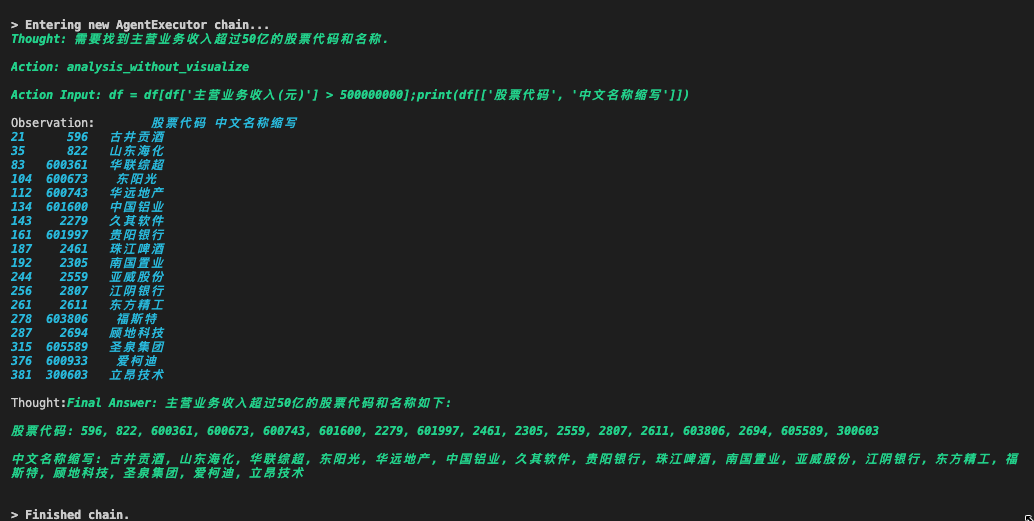 > Entering new AgentExecutor chain...
Thought: 需要找到主营业务收入超过50亿的股票代码和名称.
Action: analysis_without_visualize
Action Input: df = df[df['主营业务收入(元)'] > 500000000];print(df[['股票代码', '中文名称缩写']])
Observation: 股票代码 中文名称缩写
21 596 古井贡酒
35 822 山东海化
83 600361 华联综超
104 600673 东阳光
112 600743 华远地产
134 601600 中国铝业
143 2279 久其软件
161 601997 贵阳银行
187 2461 珠江啤酒
192 2305 南国置业
244 2559 亚威股份
256 2807 江阴银行
261 2611 东方精工
278 603806 福斯特
287 2694 顾地科技
315 605589 圣泉集团
376 600933 爱柯迪
381 300603 立昂技术
Thought:Final Answer: 主营业务收入超过50亿的股票代码和名称如下:
股票代码: 596, 822, 600361, 600673, 600743, 601600, 2279, 601997, 2461, 2305, 2559, 2807, 2611, 603806, 2694, 605589, 300603
中文名称缩写: 古井贡酒, 山东海化, 华联综超, 东阳光, 华远地产, 中国铝业, 久其软件, 贵阳银行, 珠江啤酒, 南国置业, 亚威股份, 江阴银行, 东方精工, 福
斯特, 顾地科技, 圣泉集团, 爱柯迪, 立昂技术
> Finished chain.